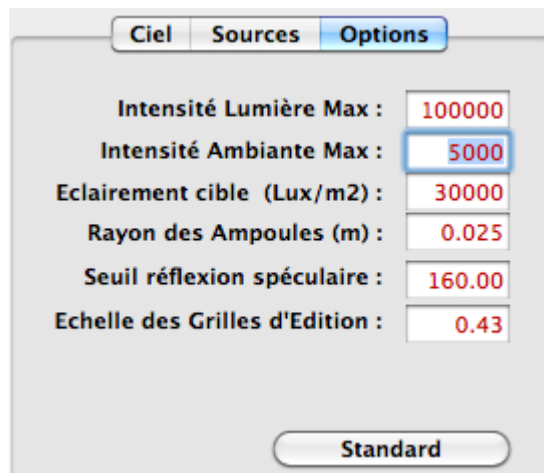 Ciel Sources Options
Intensité Lumière Max : 100000
Intensité Ambiante Max : 5000
Eclairement cible (Lux/m2) : 30000
Rayon des Ampoules (m) : 0.025
Seuil réflexion spéculaire : 160.00
Echelle des Grilles d'Edition : 0.43
Standard